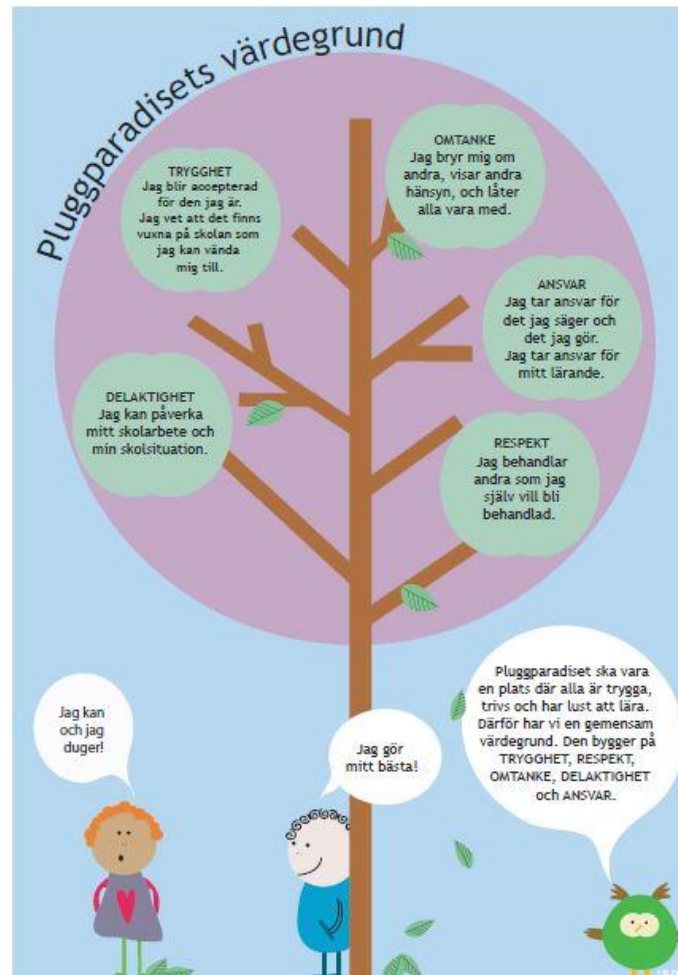 Pluggparadisets värdegrund
TRYGGHET
Jag blir accepterad
för den jag är.
Jag vet att det finns
vuxna på skolan som
jag kan vända
mig till.
OMTANKE
Jag bryr mig om
andra, visar andra
hänsyn, och låter
alla vara med.
ANSVAR
Jag tar ansvar för
det jag säger och
det jag gör.
Jag tar ansvar för
mitt lärande.
DELAKTIGHET
Jag kan påverka
mitt skolarbete och
min skolsituation.
RESPEKT
Jag behandlar
andra som jag
själv vill bli
behandlad.
Jag kan
och jag
duger!
Jag gör
mitt bästa!
Pluggparadiset ska vara
en plats där alla är trygga,
trivs och har lust att lära.
Därför har vi en gemensam
värdegrund. Den bygger på
TRYGGHET, RESPEKT,
OMTANKE, DELAKTIGHET
och ANSVAR.